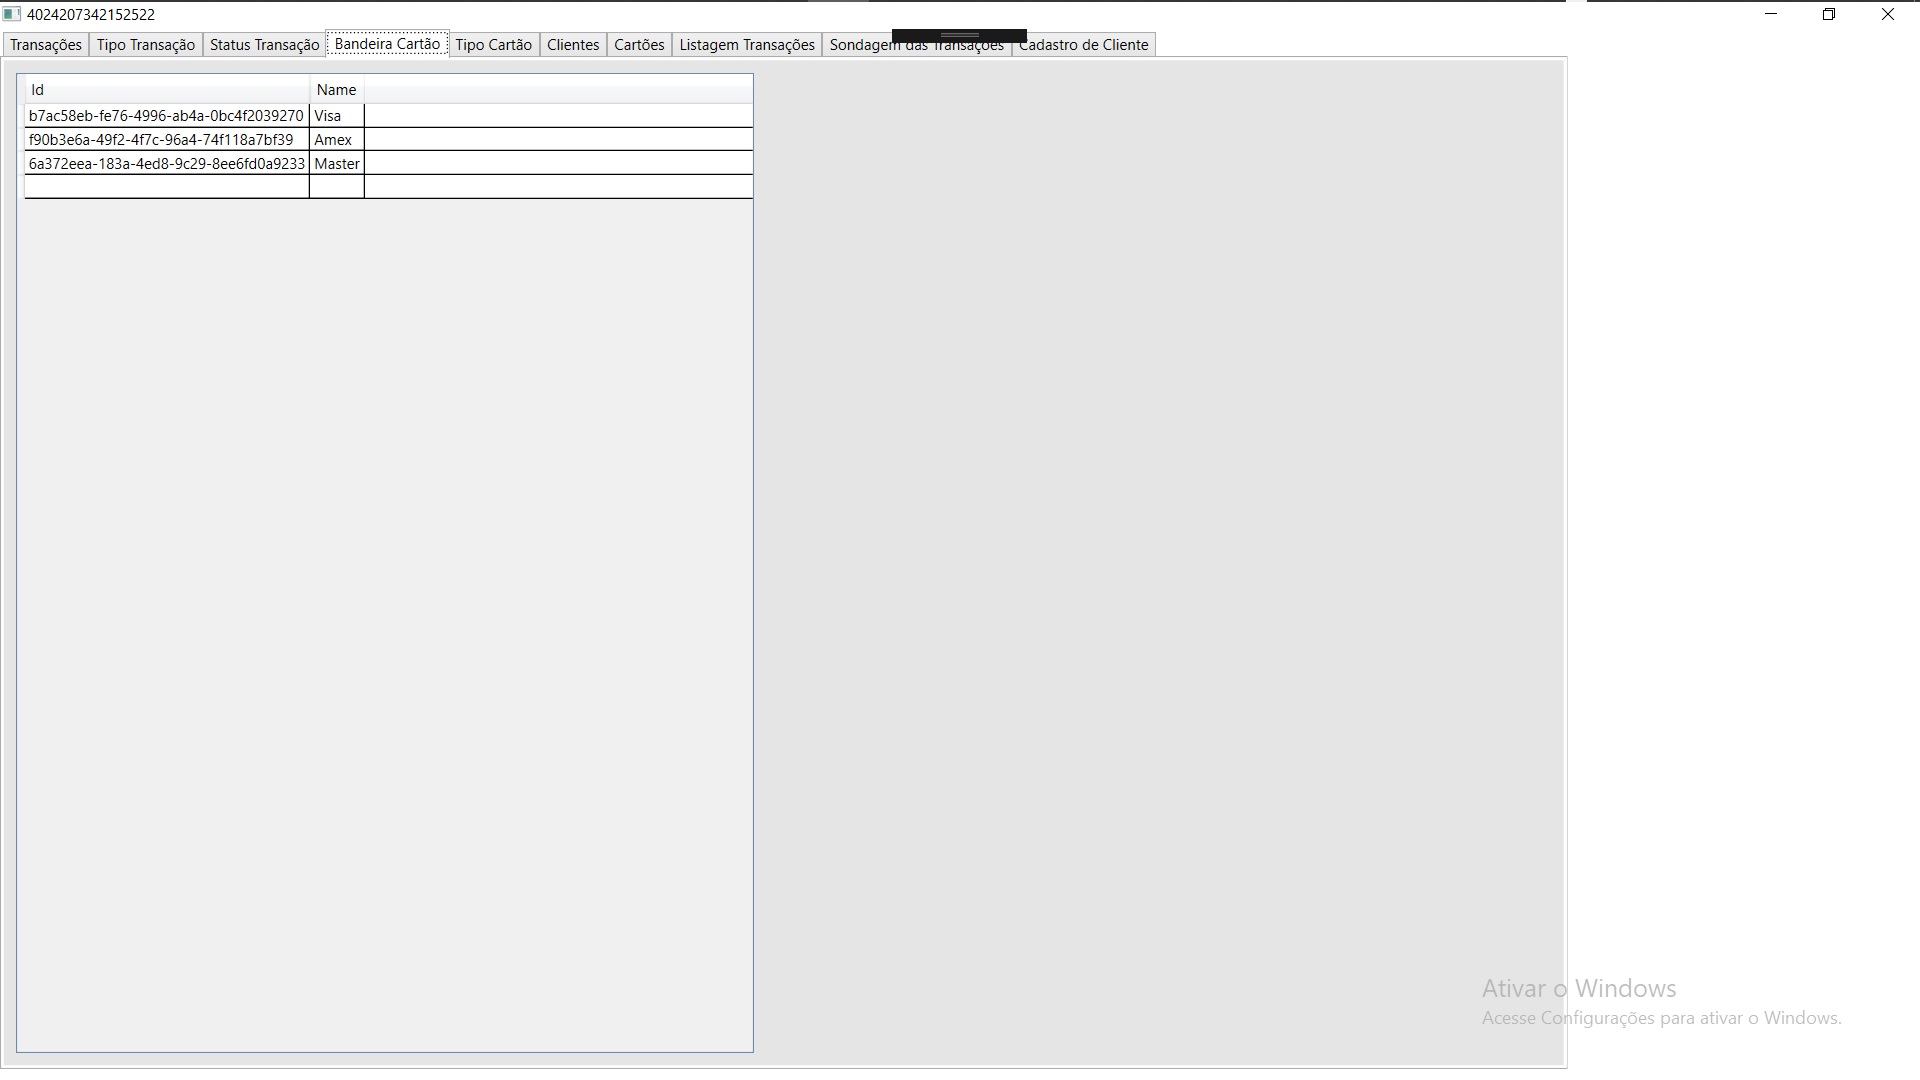 4024207342152522
Transações Tipo Transação Status Transação Bandeira Cartão Tipo Cartão Clientes Cartões Listagem Transações Sondagem das Transações Cadastro de Cliente
Id Name
b7ac58eb-fe76-4996-ab4a-0bc4f2039270 Visa
f90b3e6a-49f2-4f7c-96a4-74f118a7bf39 Amex
6a372eea-183a-4ed8-9c29-8ee6fd0a9233 Master
Ativar o Windows
Acesse Configurações para ativar o Windows.